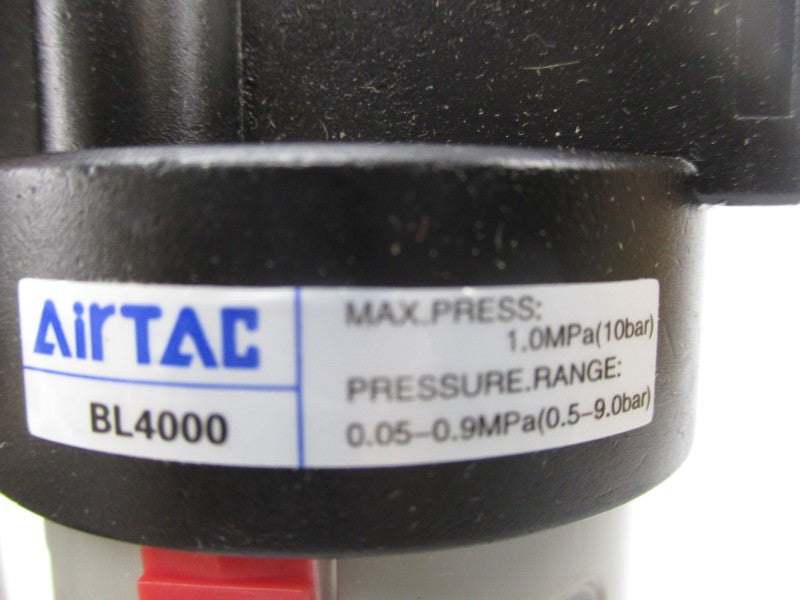 AirTAC
BL4000
MAX.PRESS:
1.0MPa(10bar)
PRESSURE.RANGE:
0.05-0.9MPa(0.5-9.0bar)